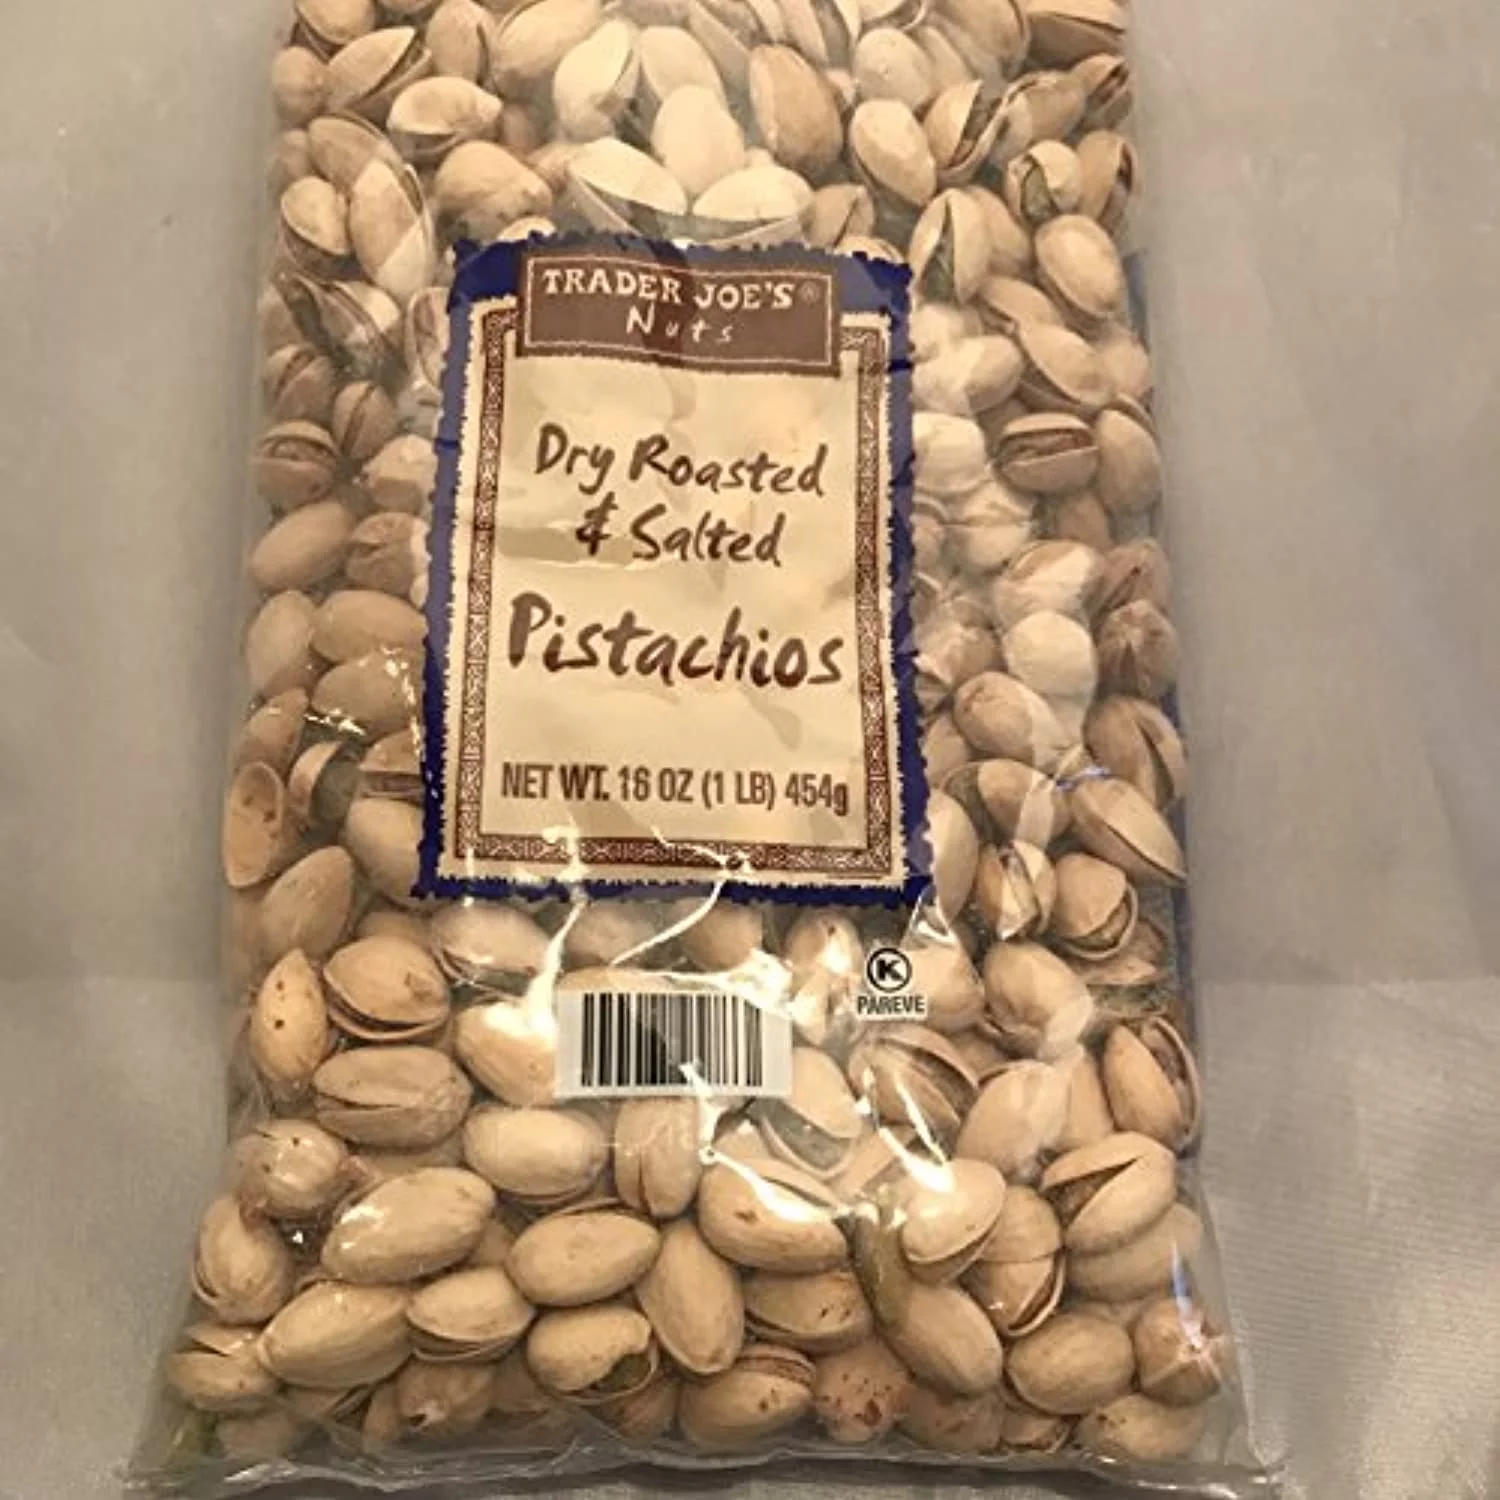 TRADER JOE'S®
Nuts
Dry Roasted
& Salted
Pistachios
NET WT. 16 OZ (1 LB) 454g
K
PAREVE